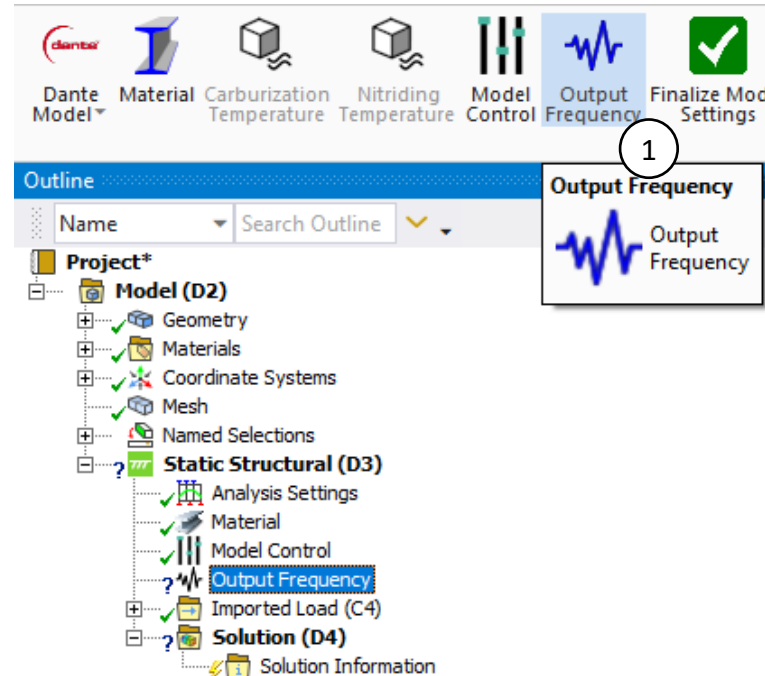 dante
Dante Material Carburization Nitriding Model Output Finalize Mod
Model Temperature Temperature Control Frequency Settings
1
Outline
Output Frequency
Name Search Outline
Output
Frequency
Project*
Model (D2)
Geometry
Materials
Coordinate Systems
Mesh
Named Selections
Static Structural (D3)
Analysis Settings
Material
Model Control
Output Frequency
Imported Load (C4)
Solution (D4)
Solution Information